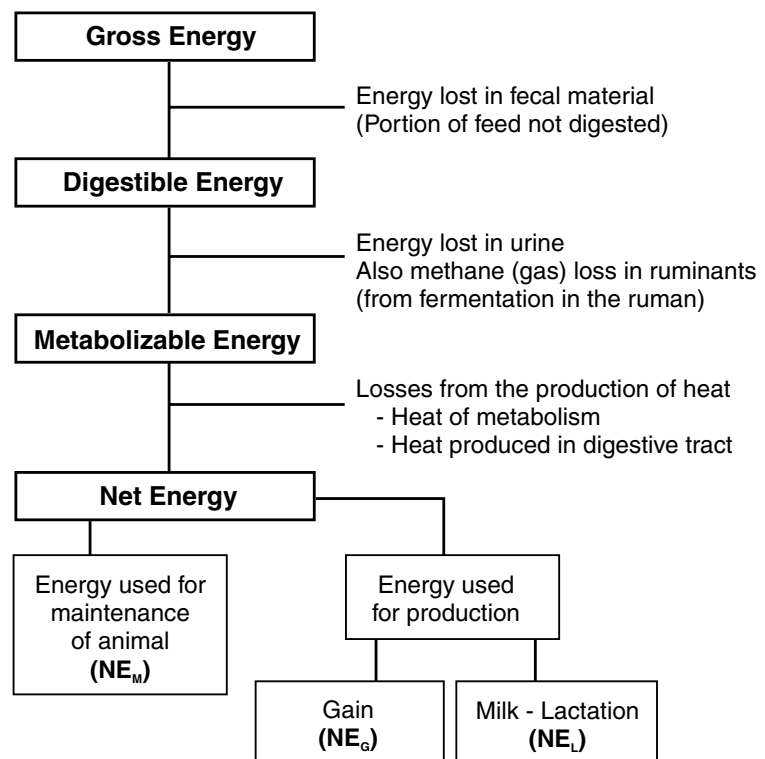 Gross Energy
Energy lost in fecal material
(Portion of feed not digested)
Digestible Energy
Energy lost in urine
Also methane (gas) loss in ruminants
(from fermentation in the ruman)
Metabolizable Energy
Losses from the production of heat
- Heat of metabolism
- Heat produced in digestive tract
Net Energy
Energy used for
maintenance
of animal
(NEM)
Energy used
for production
Gain
(NEG)
Milk - Lactation
(NEL)